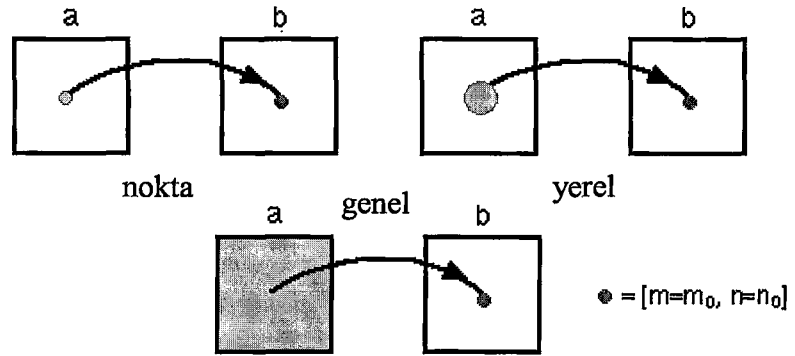 a b a b
nokta yerel
genel
a b
● = [m=m₀, n=n₀]